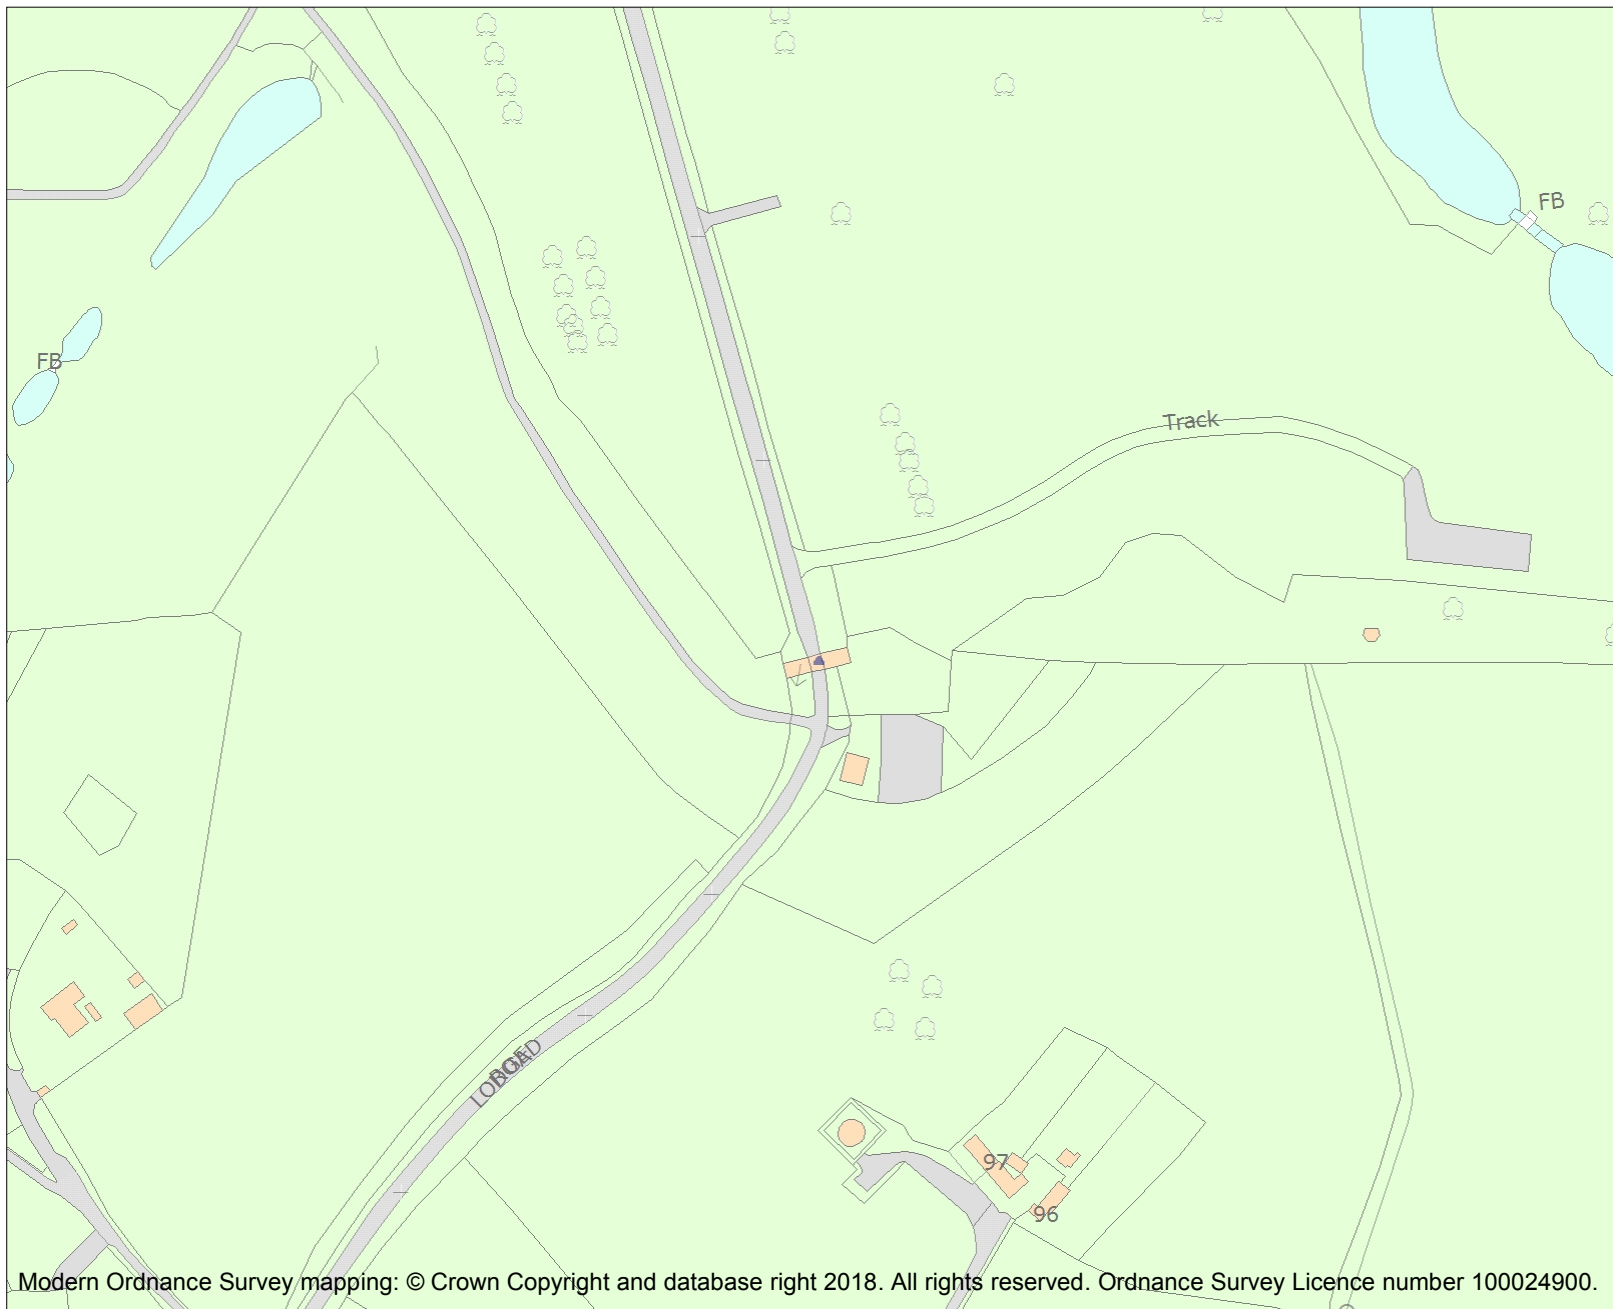 FB
FB
Track
LODGE ROAD
97
96
Modern Ordnance Survey mapping: © Crown Copyright and database right 2018. All rights reserved. Ordnance Survey Licence number 100024900.